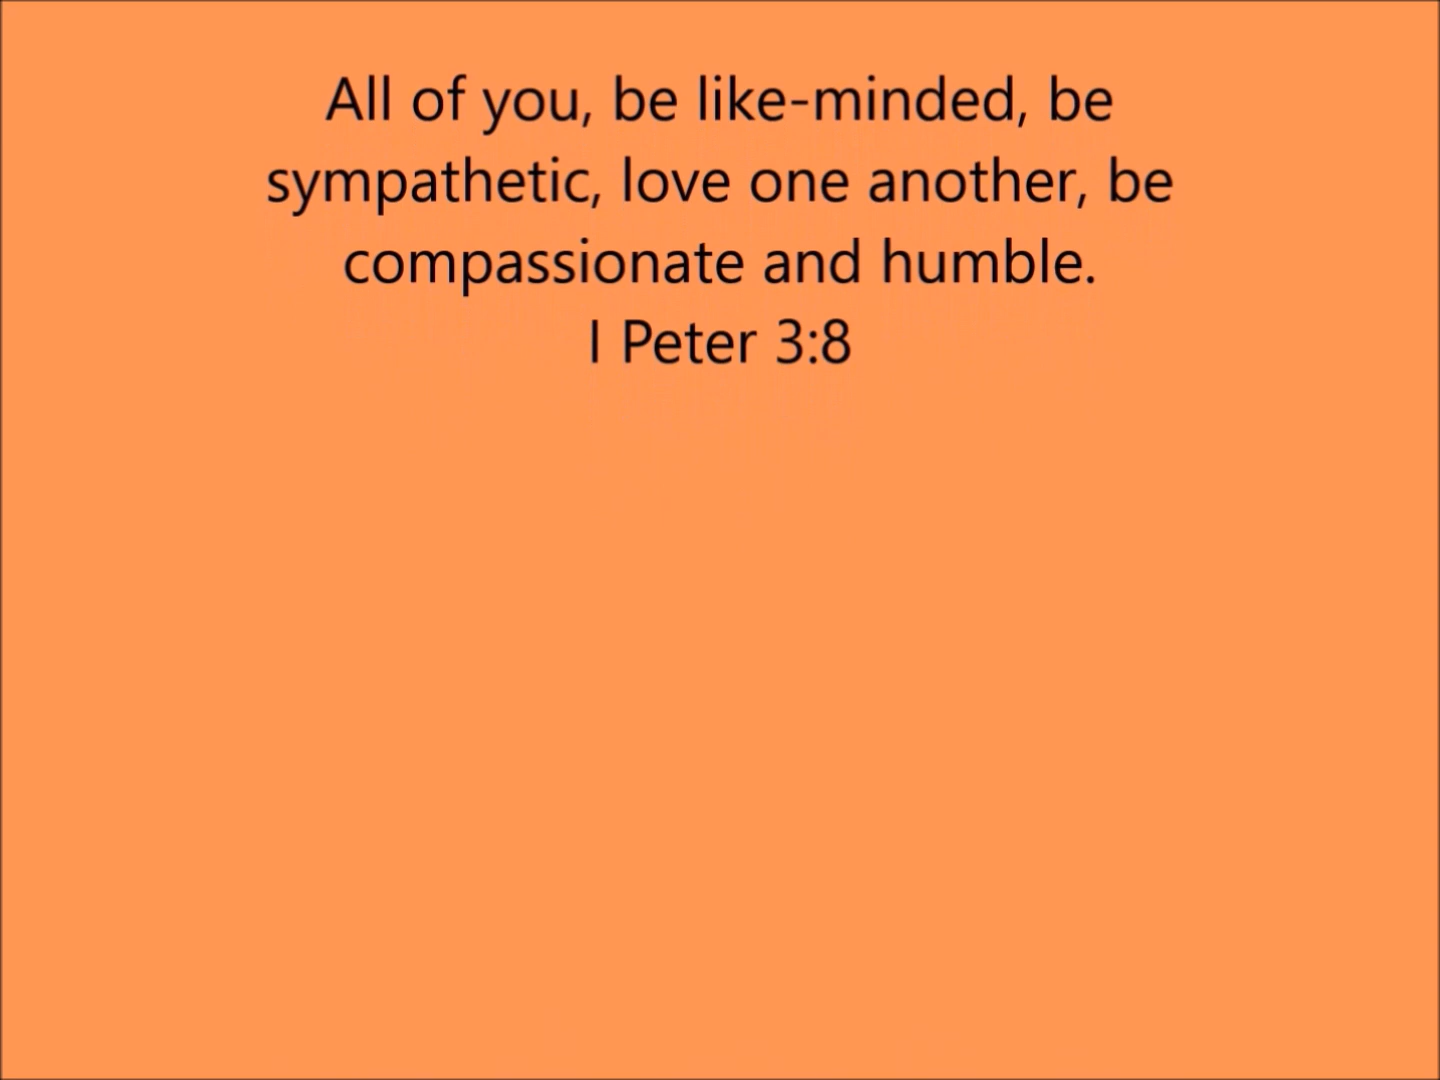 All of you, be like-minded, be
sympathetic, love one another, be
compassionate and humble.
I Peter 3:8